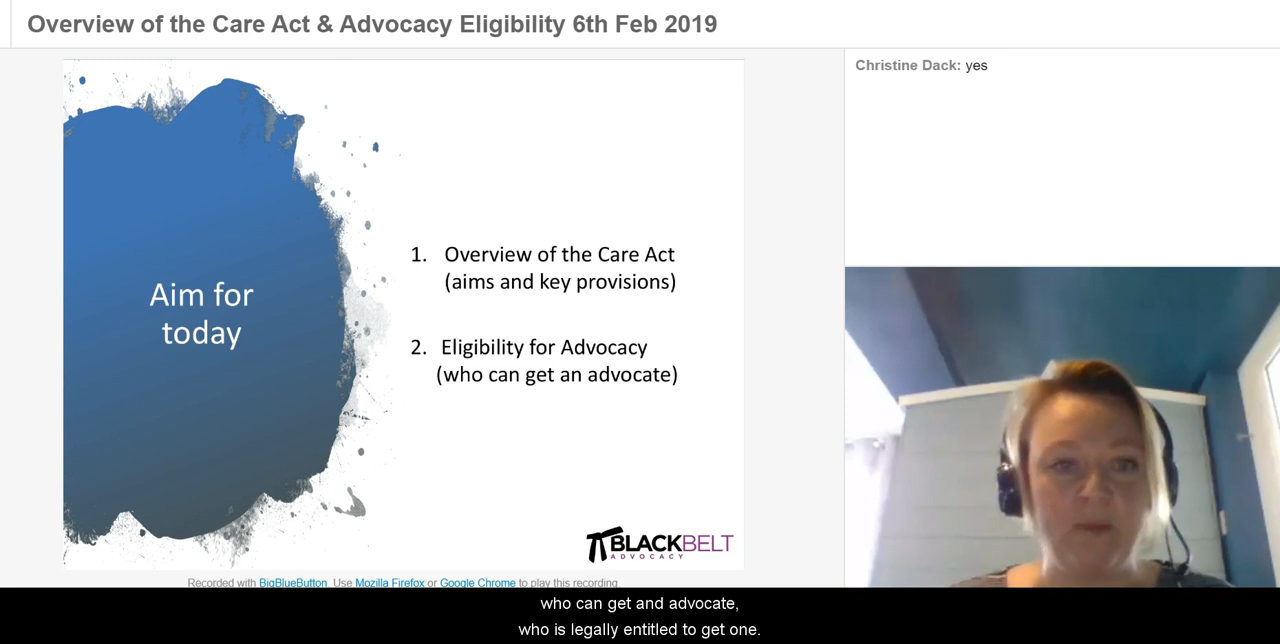 Overview of the Care Act & Advocacy Eligibility 6th Feb 2019
Christine Dack: yes
Aim for
today
1. Overview of the Care Act
(aims and key provisions)
2. Eligibility for Advocacy
(who can get an advocate)
BLACKBELT
ADVOCACY
Recorded with BigBlueButton. Use Mozilla Firefox or Google Chrome to play this recording.
who can get and advocate,
who is legally entitled to get one.